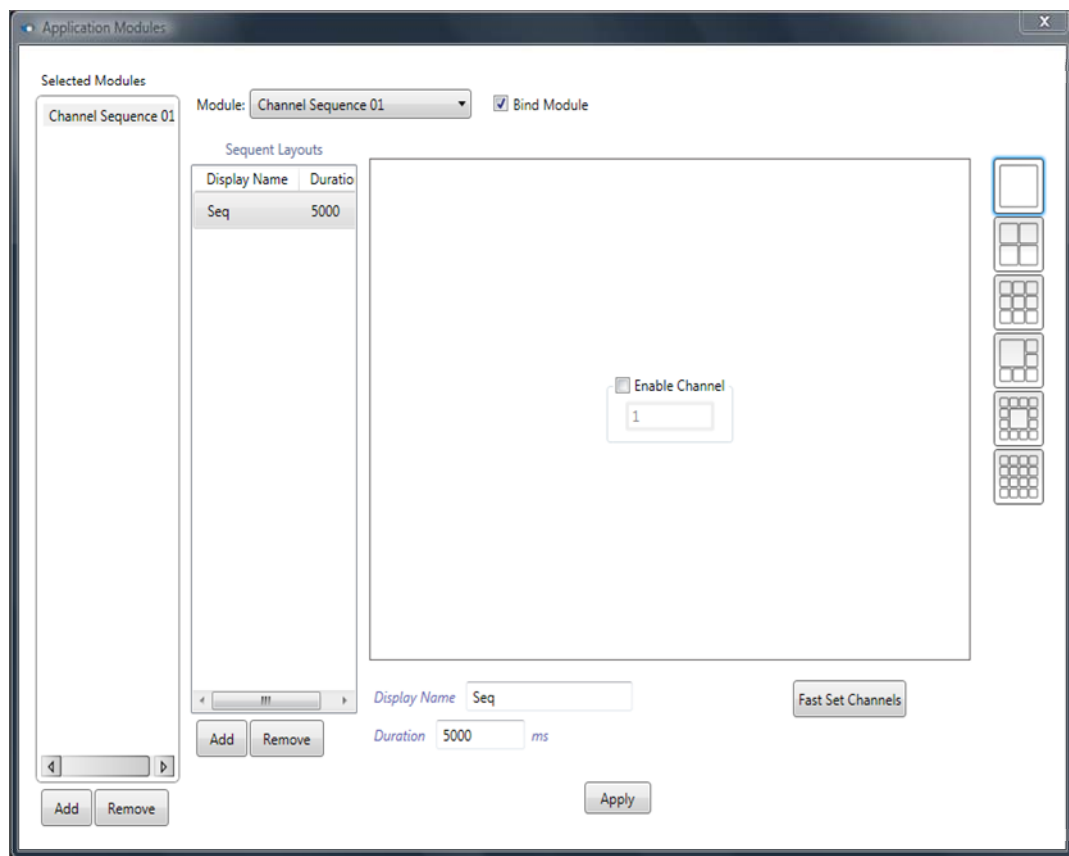 Application Modules
X
Selected Modules
Channel Sequence 01
Module: Channel Sequence 01
Bind Module
Sequent Layouts
Display Name Duratio
Seq 5000
Enable Channel
1
Display Name Seq
Fast Set Channels
Duration 5000 ms
Add Remove
Apply
Add Remove